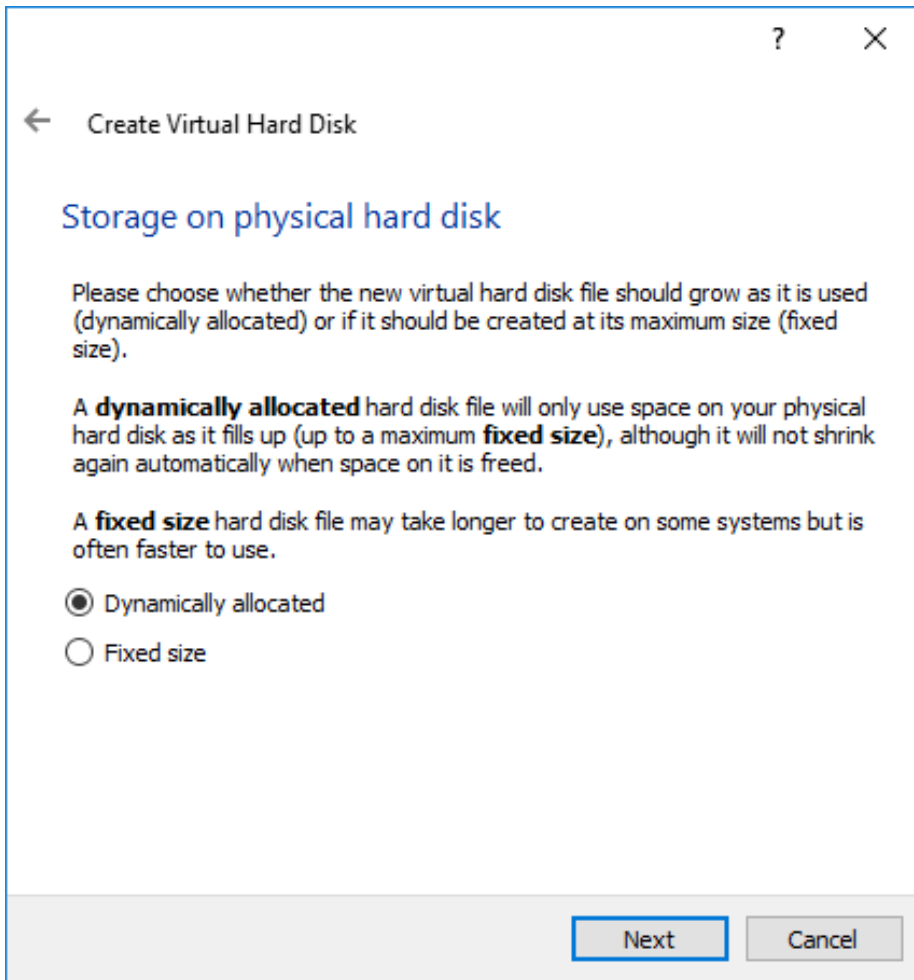 ?
Create Virtual Hard Disk
Storage on physical hard disk
Please choose whether the new virtual hard disk file should grow as it is used
(dynamically allocated) or if it should be created at its maximum size (fixed
size).
A dynamically allocated hard disk file will only use space on your physical
hard disk as it fills up (up to a maximum fixed size), although it will not shrink
again automatically when space on it is freed.
A fixed size hard disk file may take longer to create on some systems but is
often faster to use.
Dynamically allocated
Fixed size
Next Cancel